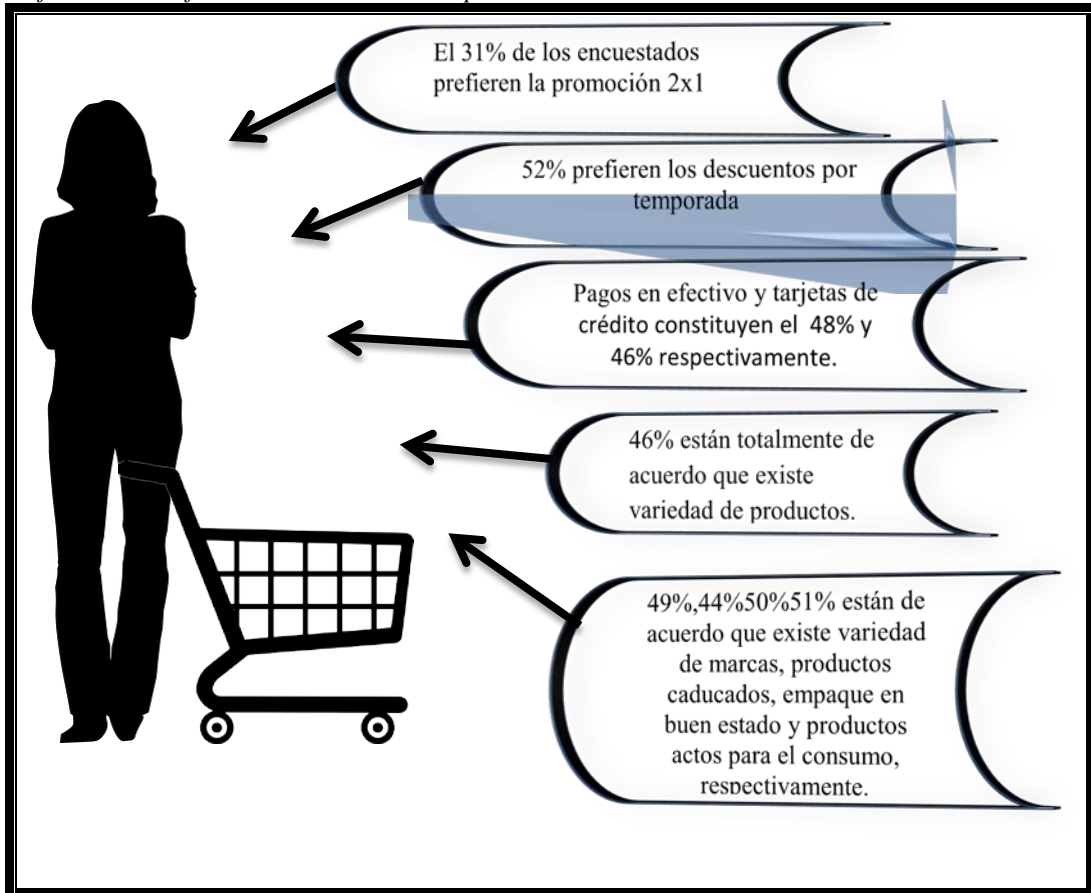 El 31% de los encuestados
prefieren la promoción 2x1
52% prefieren los descuentos por
temporada
Pagos en efectivo y tarjetas de
crédito constituyen el 48% y
46% respectivamente.
46% están totalmente de
acuerdo que existe
variedad de productos.
49%,44%50%51% están de
acuerdo que existe variedad
de marcas, productos
caducados, empaque en
buen estado y productos
actos para el consumo,
respectivamente.